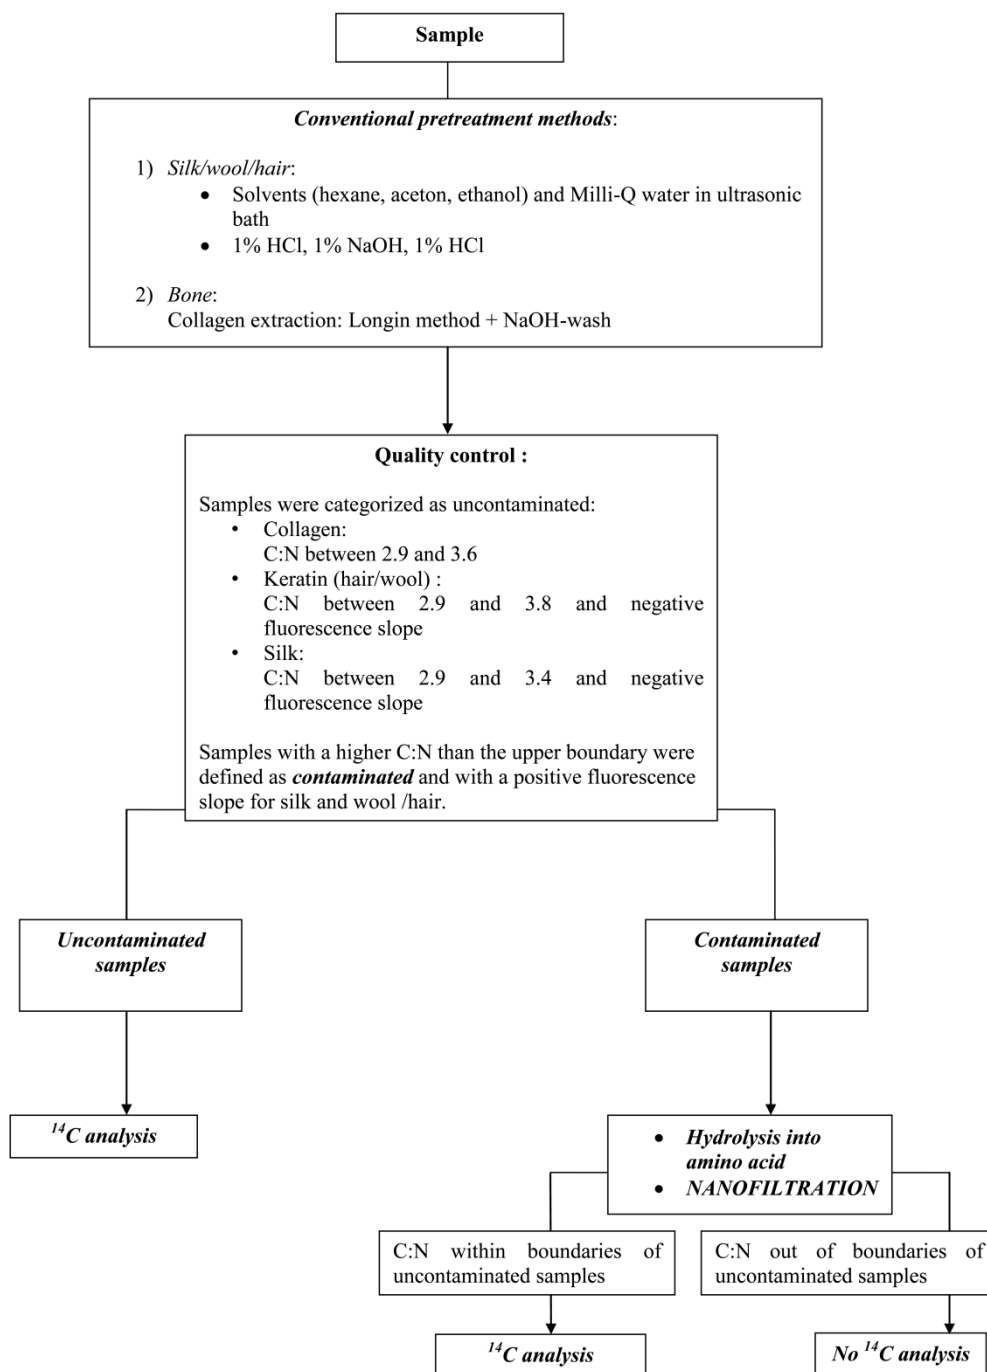 Sample
Conventional pretreatment methods:
1) Silk/wool/hair:
• Solvents (hexane, aceton, ethanol) and Milli-Q water in ultrasonic
bath
• 1% HCl, 1% NaOH, 1% HCl
2) Bone:
Collagen extraction: Longin method + NaOH-wash
Quality control :
Samples were categorized as uncontaminated:
• Collagen:
C:N between 2.9 and 3.6
• Keratin (hair/wool) :
C:N between 2.9 and 3.8 and negative
fluorescence slope
• Silk:
C:N between 2.9 and 3.4 and negative
fluorescence slope
Samples with a higher C:N than the upper boundary were
defined as contaminated and with a positive fluorescence
slope for silk and wool /hair.
Uncontaminated
samples
Contaminated
samples
¹⁴C analysis
• Hydrolysis into
amino acid
• NANOFILTRATION
C:N within boundaries of
uncontaminated samples
C:N out of boundaries of
uncontaminated samples
¹⁴C analysis
No ¹⁴C analysis